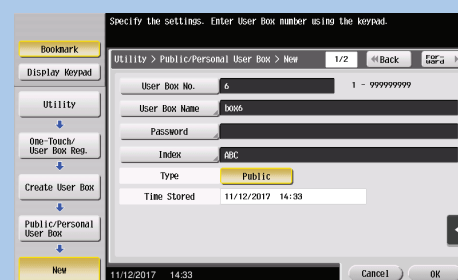 Specify the settings. Enter User Box number using the keypad.
Bookmark
Display Keypad
Utility
One-Touch/
User Box Reg.
Create User Box
Public/Personal
User Box
New
Utility > Public/Personal User Box > New
1/2
Back
For-
ward
User Box No.
6
1 - 999999999
User Box Name
box6
Password
Index
ABC
Type
Public
Time Stored
11/12/2017 14:33
11/12/2017 14:33
Cancel
OK